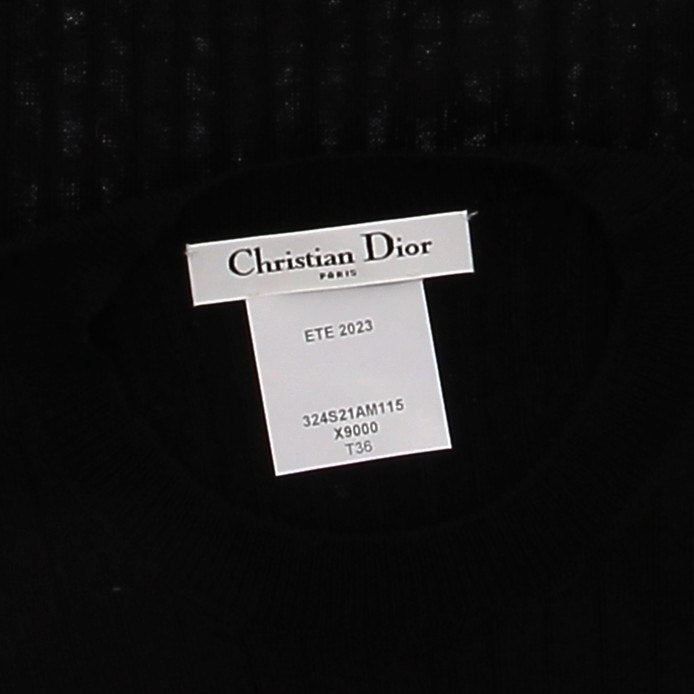 Christian Dior
PARIS
ETE 2023
324S21AM115
X9000
T36